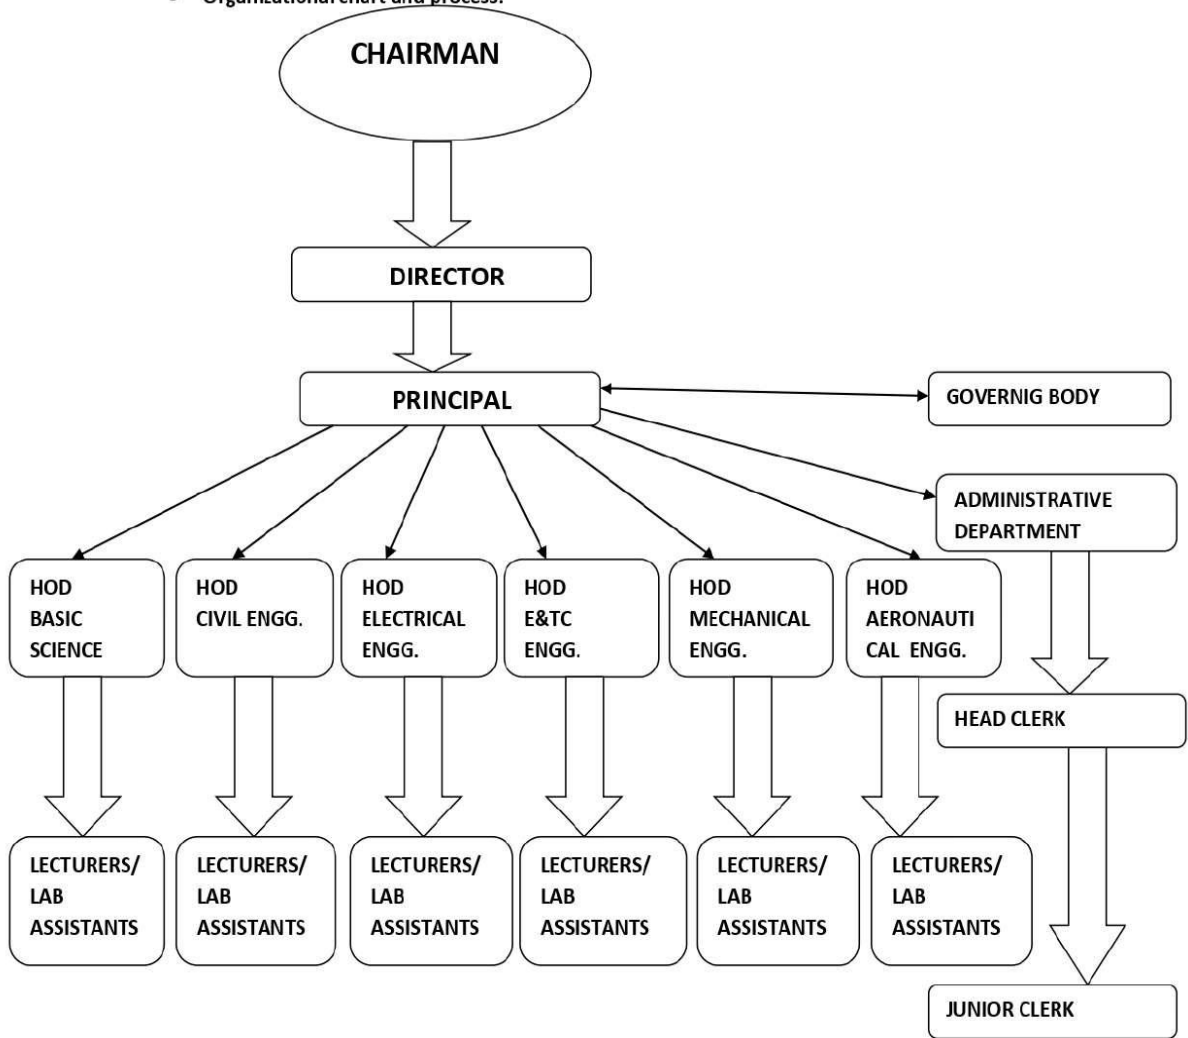 Organizational chart and process:
CHAIRMAN
DIRECTOR
PRINCIPAL
GOVERNIG BODY
ADMINISTRATIVE
DEPARTMENT
HOD
BASIC
SCIENCE
HOD
CIVIL ENGG.
HOD
ELECTRICAL
ENGG.
HOD
E&TC
ENGG.
HOD
MECHANICAL
ENGG.
HOD
AERONAUTI
CAL ENGG.
HEAD CLERK
LECTURERS/
LAB
ASSISTANTS
LECTURERS/
LAB
ASSISTANTS
LECTURERS/
LAB
ASSISTANTS
LECTURERS/
LAB
ASSISTANTS
LECTURERS/
LAB
ASSISTANTS
LECTURERS/
LAB
ASSISTANTS
JUNIOR CLERK